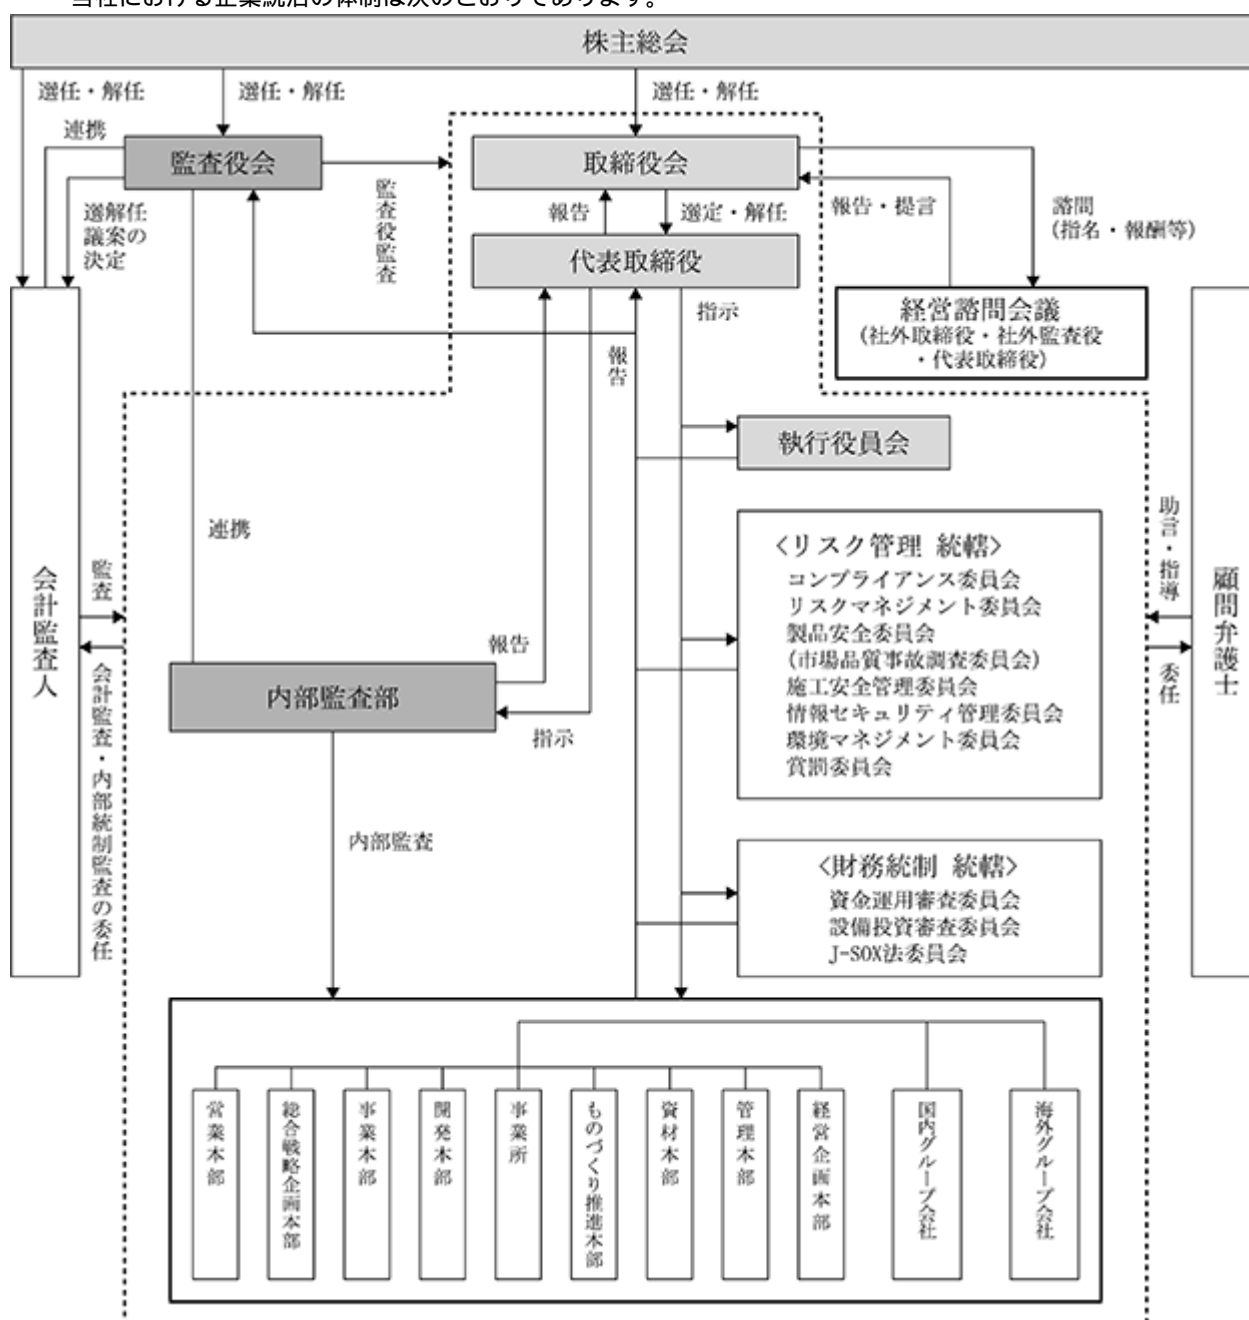 当社における企業統治の体制は次のとおりであります。
株主総会
選任・解任
選任・解任
選任・解任
連携
監査役会
取締役会
選解任
議案の
決定
監査役監査
報告
選定・解任
報告・提言
諮問
(指名・報酬等)
代表取締役
指示
経営諮問会議
(社外取締役・社外監査役
・代表取締役)
報告
執行役員会
連携
〈リスク管理 統轄〉
コンプライアンス委員会
リスクマネジメント委員会
製品安全委員会
(市場品質事故調査委員会)
施工安全管理委員会
情報セキュリティ管理委員会
環境マネジメント委員会
賞罰委員会
会計監査人
監査
会計監査・内部統制監査の委任
助言・指導
委任
顧問弁護士
報告
内部監査部
指示
内部監査
〈財務統制 統轄〉
資金運用審査委員会
設備投資審査委員会
J-SOX法委員会
営業本部
総合戦略企画本部
事業本部
開発本部
事業所
ものづくり推進本部
資材本部
管理本部
経営企画本部
国内グループ会社
海外グループ会社